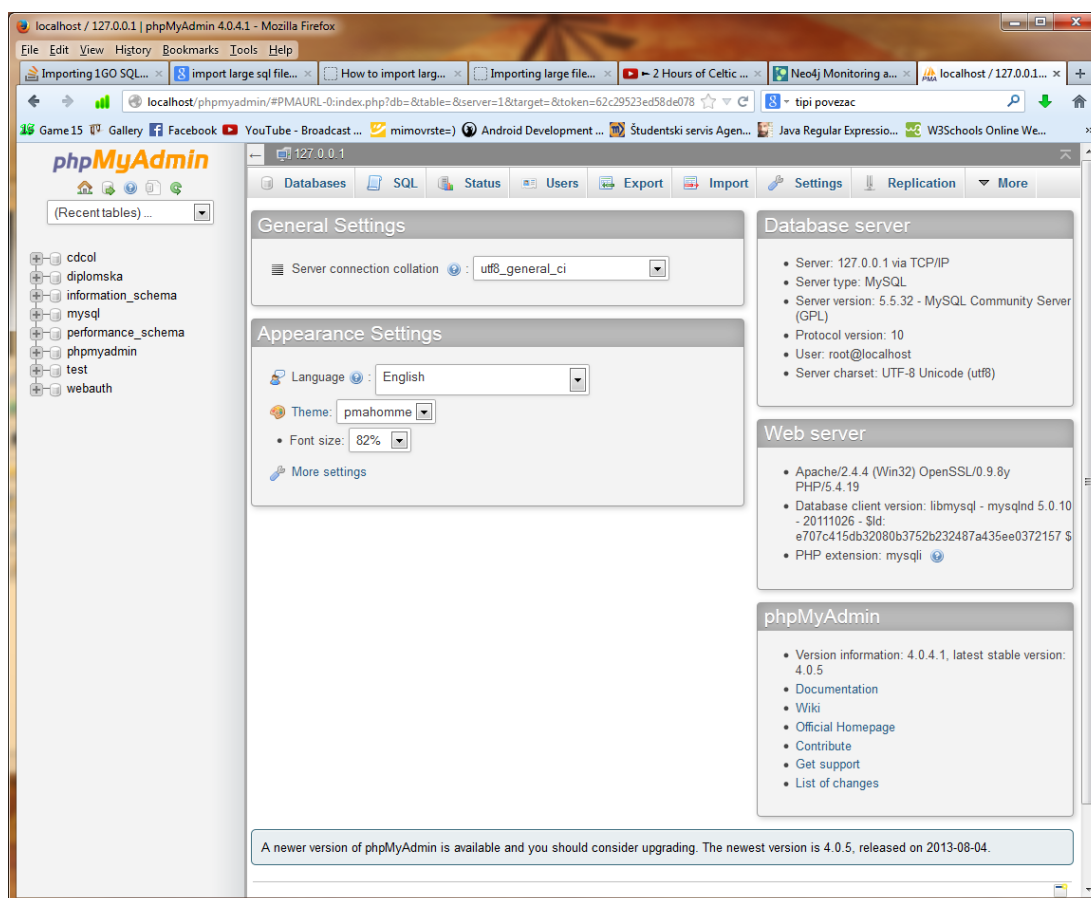 localhost / 127.0.0.1 | phpMyAdmin 4.0.4.1 - Mozilla Firefox
File Edit View History Bookmarks Tools Help
Importing 1GO SQL... × import large sql file... × How to import larg... × Importing large file... × 2 Hours of Celtic ... × Neo4j Monitoring a... × localhost / 127.0.0.1... × +
localhost/phpmyadmin/#PMAURL-0:index.php?db=&table=&server=1&target=&token=62c29523ed58de078 tipi povezac
Game 15 Gallery Facebook YouTube - Broadcast ... mimovrste=) Android Development ... Študentski servis Agen... Java Regular Expressio... W3Schools Online We... »
phpMyAdmin
(Recent tables) ...
cdcol
diplomska
information_schema
mysql
performance_schema
phpmyadmin
test
webauth
127.0.0.1
Databases SQL Status Users Export Import Settings Replication More
General Settings
Server connection collation : utf8_general_ci
Appearance Settings
Language : English
Theme: pmahomme
• Font size: 82%
More settings
Database server
• Server: 127.0.0.1 via TCP/IP
• Server type: MySQL
• Server version: 5.5.32 - MySQL Community Server
(GPL)
• Protocol version: 10
• User: root@localhost
• Server charset: UTF-8 Unicode (utf8)
Web server
• Apache/2.4.4 (Win32) OpenSSL/0.9.8y
PHP/5.4.19
• Database client version: libmysql - mysqlnd 5.0.10
- 20111026 - $Id:
e707c415db32080b3752b232487a435ee0372157 $
• PHP extension: mysqli
phpMyAdmin
• Version information: 4.0.4.1, latest stable version:
4.0.5
• Documentation
• Wiki
• Official Homepage
• Contribute
• Get support
• List of changes
A newer version of phpMyAdmin is available and you should consider upgrading. The newest version is 4.0.5, released on 2013-08-04.